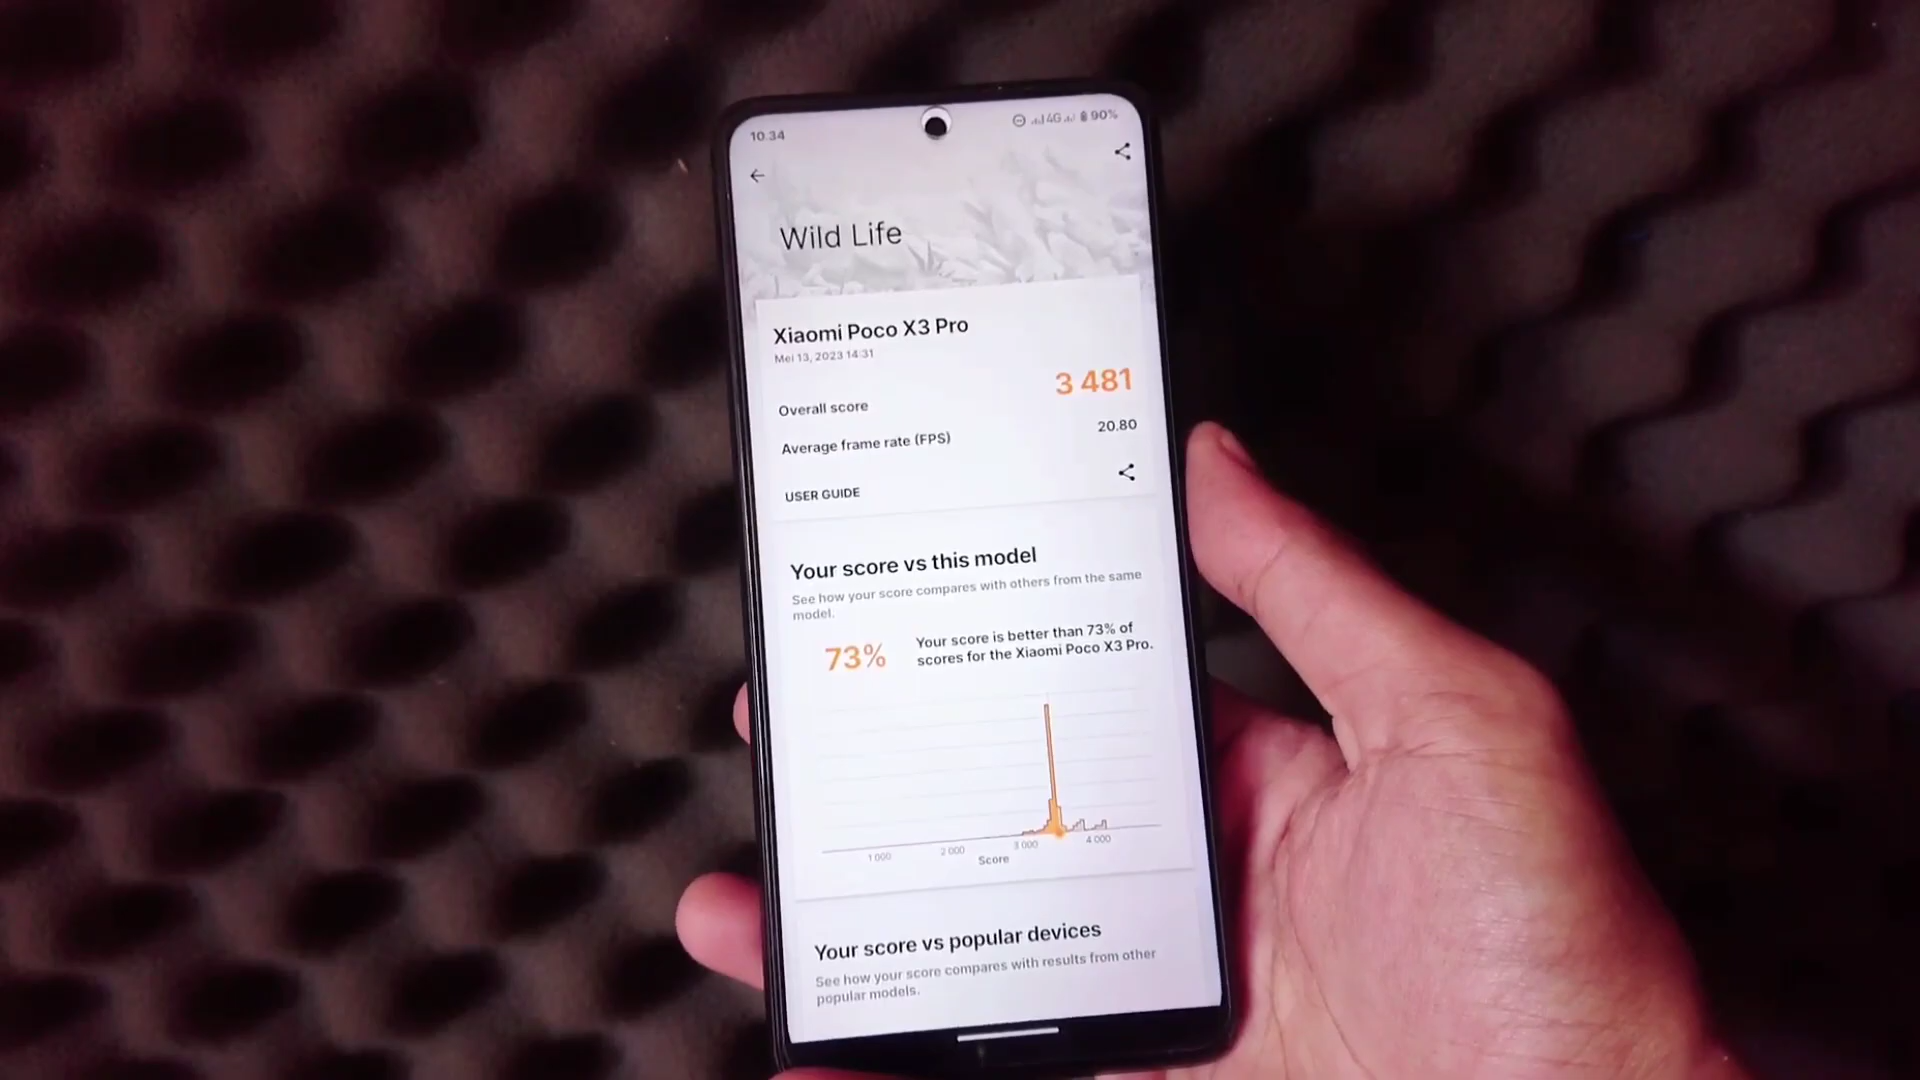 10.34
4G 90%
Wild Life
Xiaomi Poco X3 Pro
Mei 13, 2023 14:31
Overall score
3 481
Average frame rate (FPS)
20.80
USER GUIDE
Your score vs this model
See how your score compares with others from the same
model.
73%
Your score is better than 73% of
scores for the Xiaomi Poco X3 Pro.
1 000 2 000 3 000 4 000
Score
Your score vs popular devices
See how your score compares with results from other
popular models.